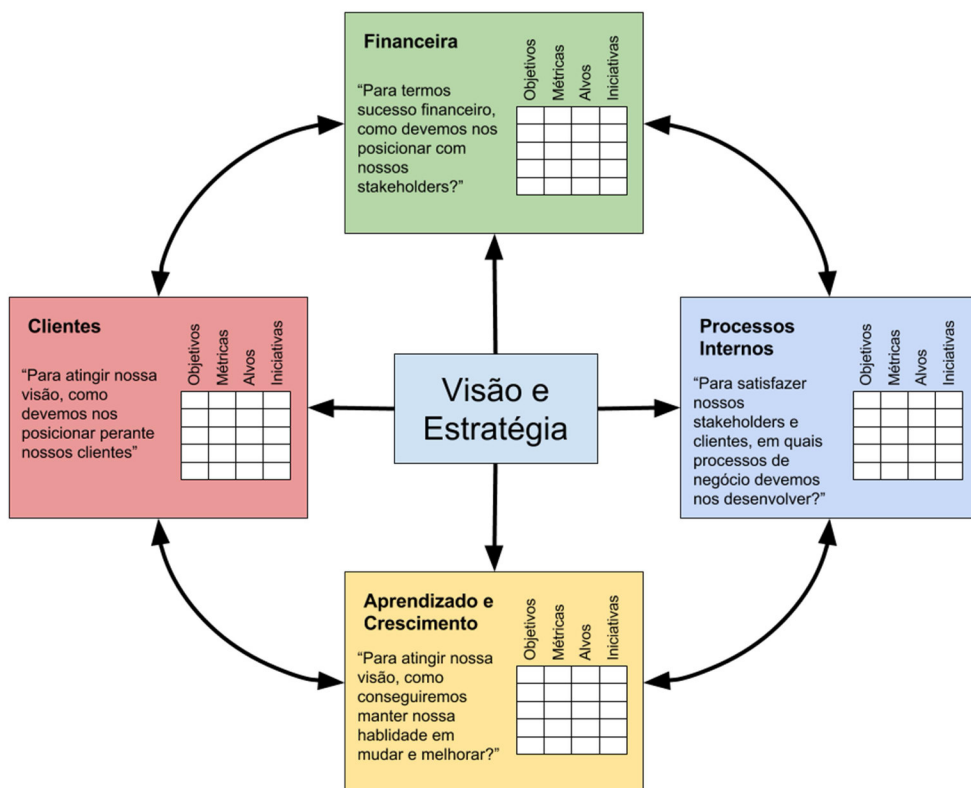 Financeira
Objetivos
Métricas
Alvos
Iniciativas
“Para termos
sucesso financeiro,
como devemos nos
posicionar com
nossos
stakeholders?”
Clientes
Objetivos
Métricas
Alvos
Iniciativas
“Para atingir nossa
visão, como
devemos nos
posicionar perante
nossos clientes”
Visão e
Estratégia
Processos
Internos
Objetivos
Métricas
Alvos
Iniciativas
“Para satisfazer
nossos
stakeholders e
clientes, em quais
processos de
negócio devemos
nos desenvolver?”
Aprendizado e
Crescimento
Objetivos
Métricas
Alvos
Iniciativas
“Para atingir nossa
visão, como
conseguiremos
manter nossa
hablidade em
mudar e melhorar?”